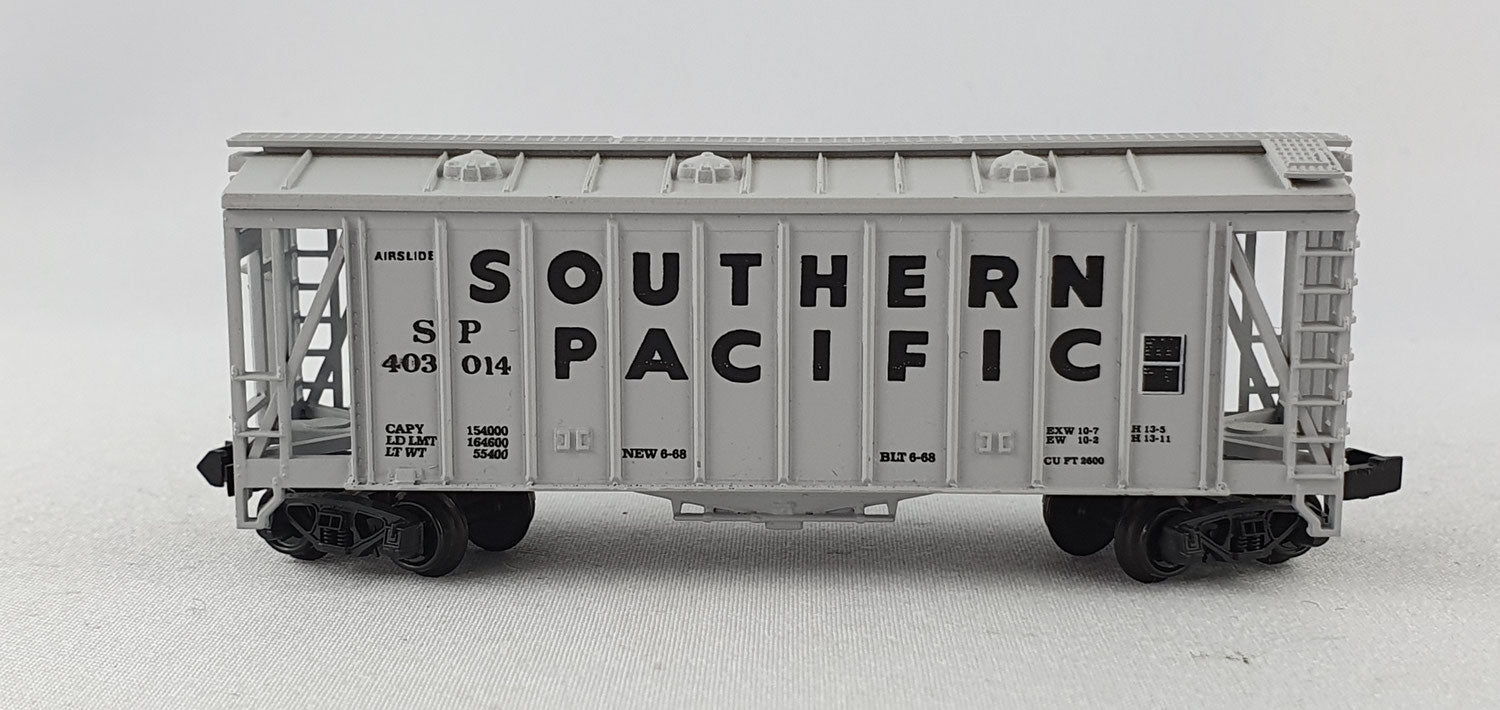 AIRSLIDE
SOUTHERN
PACIFIC
SP
403 014
CAPY 154000
LD LMT 164600
LT WT 55400
NEW 6-68
BLT 6-68
EXW 10-7 H 13-5
EW 10-2 H 13-11
CU FT 2600